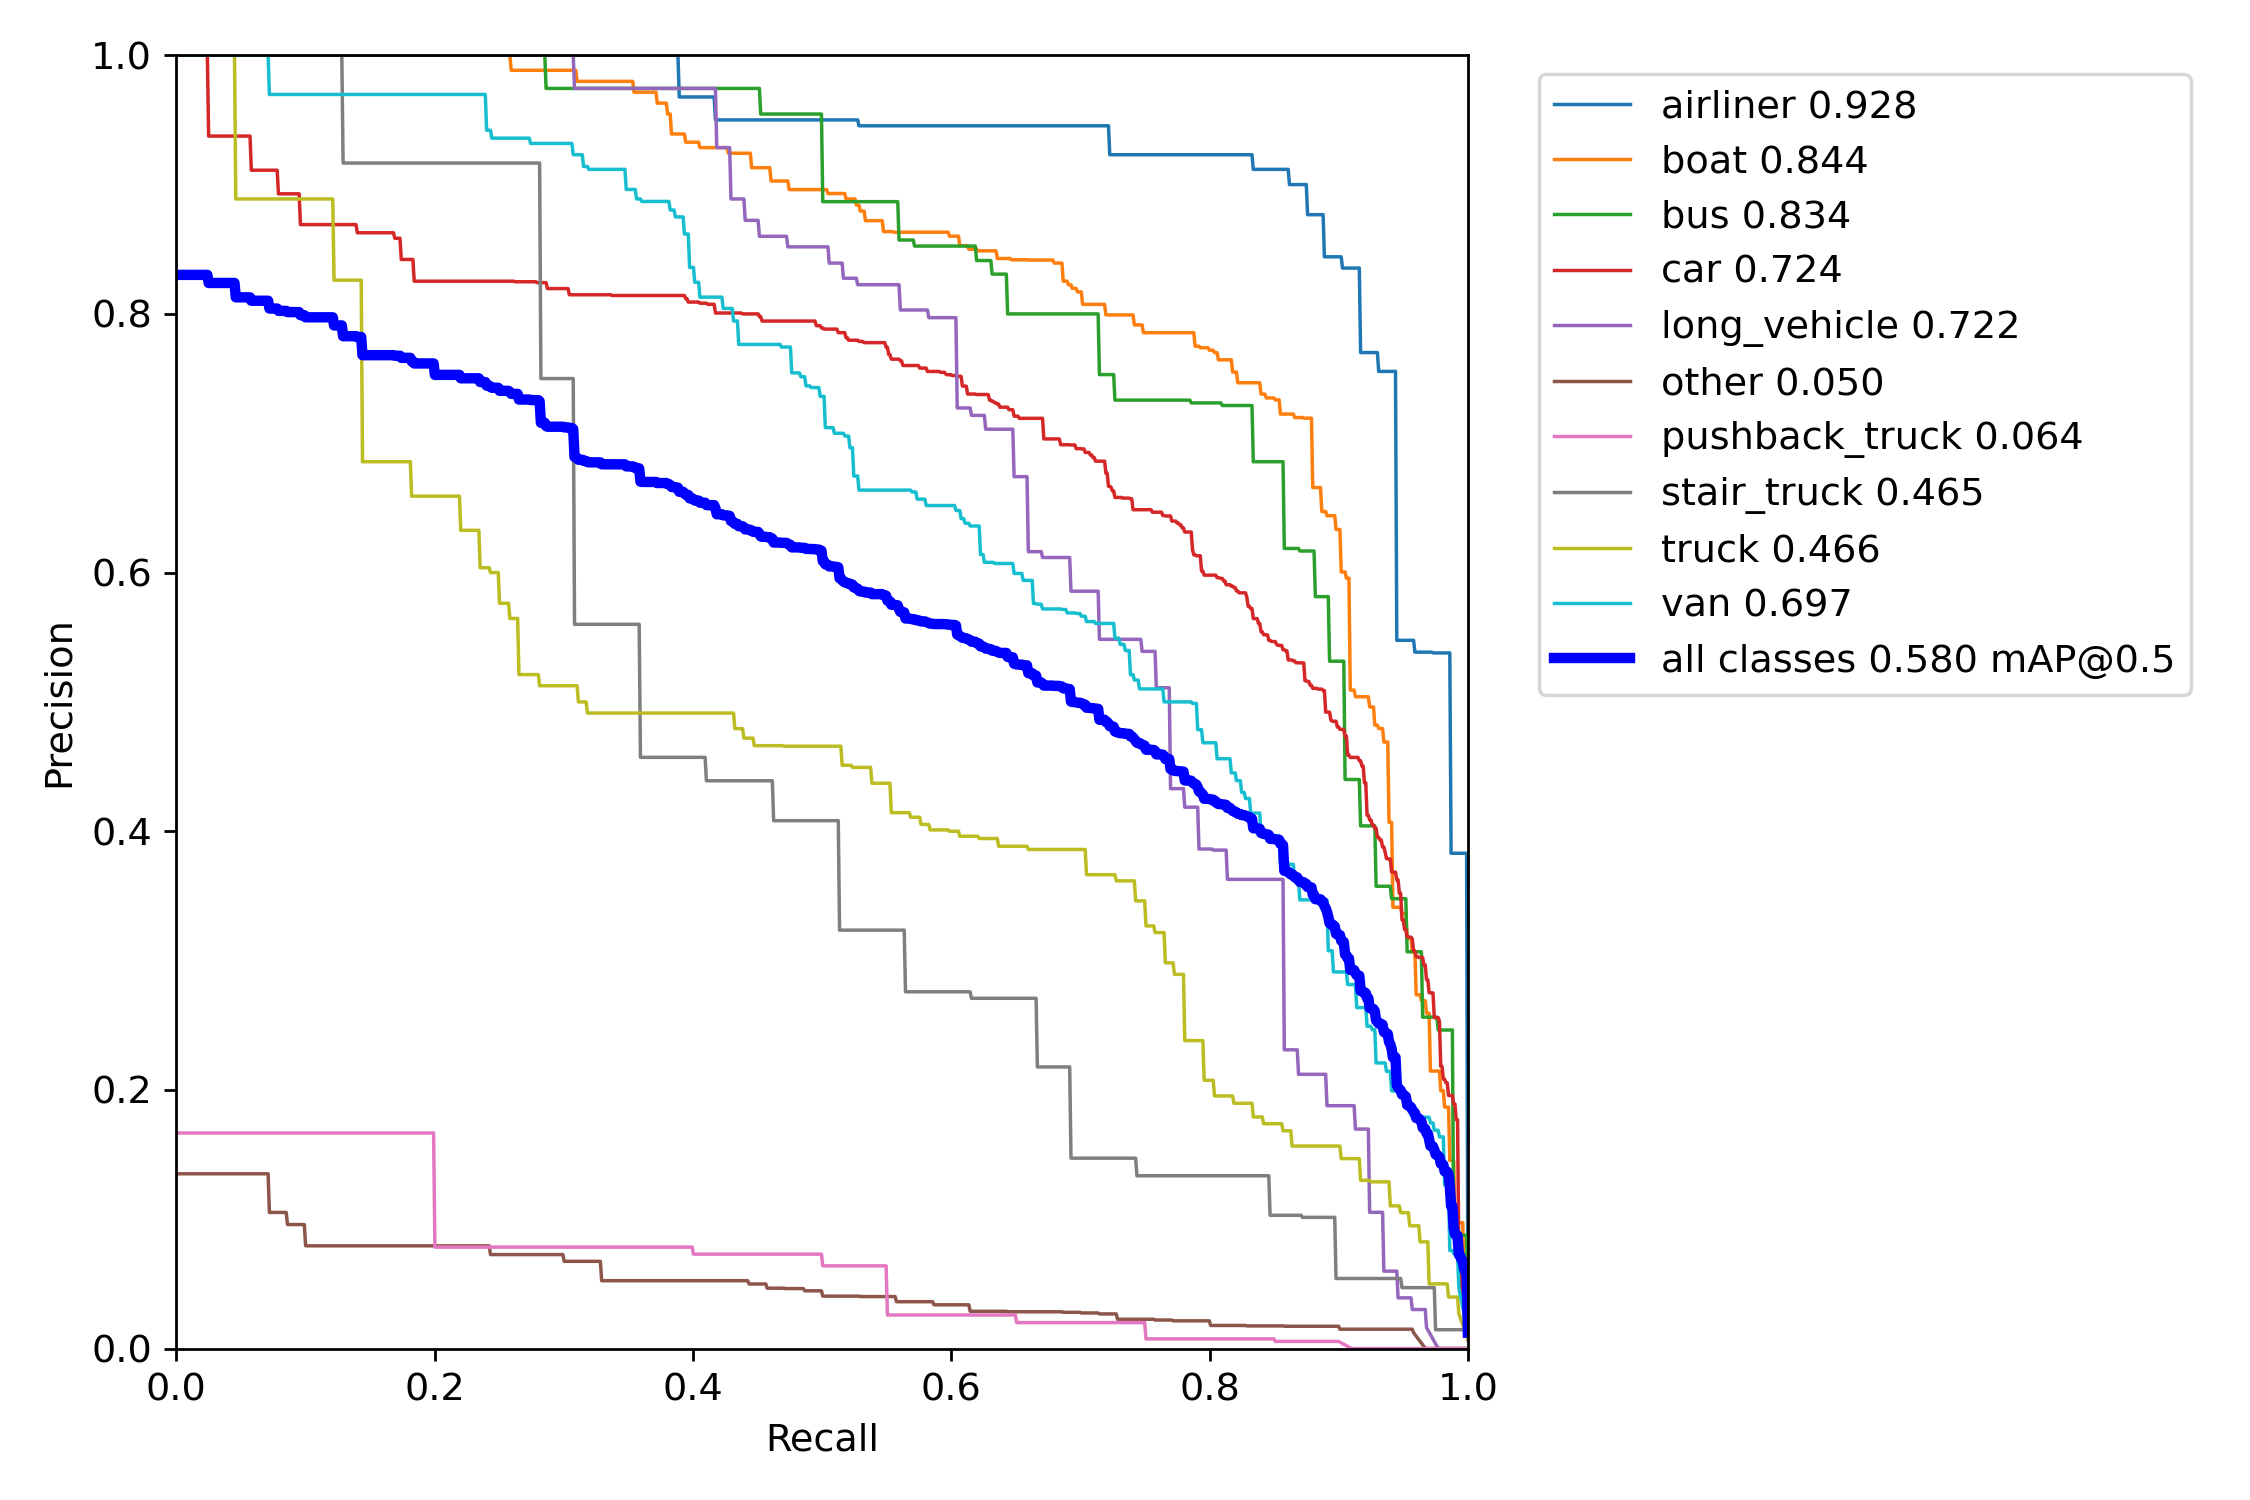 1.0
0.8
0.6
0.4
0.2
0.0
Precision
0.0 0.2 0.4 0.6 0.8 1.0
Recall
airliner 0.928
boat 0.844
bus 0.834
car 0.724
long_vehicle 0.722
other 0.050
pushback_truck 0.064
stair_truck 0.465
truck 0.466
van 0.697
all classes 0.580 mAP@0.5